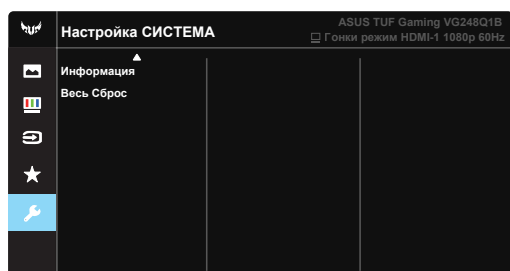 Настройка СИСТЕМА
ASUS TUF Gaming VG248Q1B
Гонки режим HDMI-1 1080p 60Hz
Информация
Весь Сброс